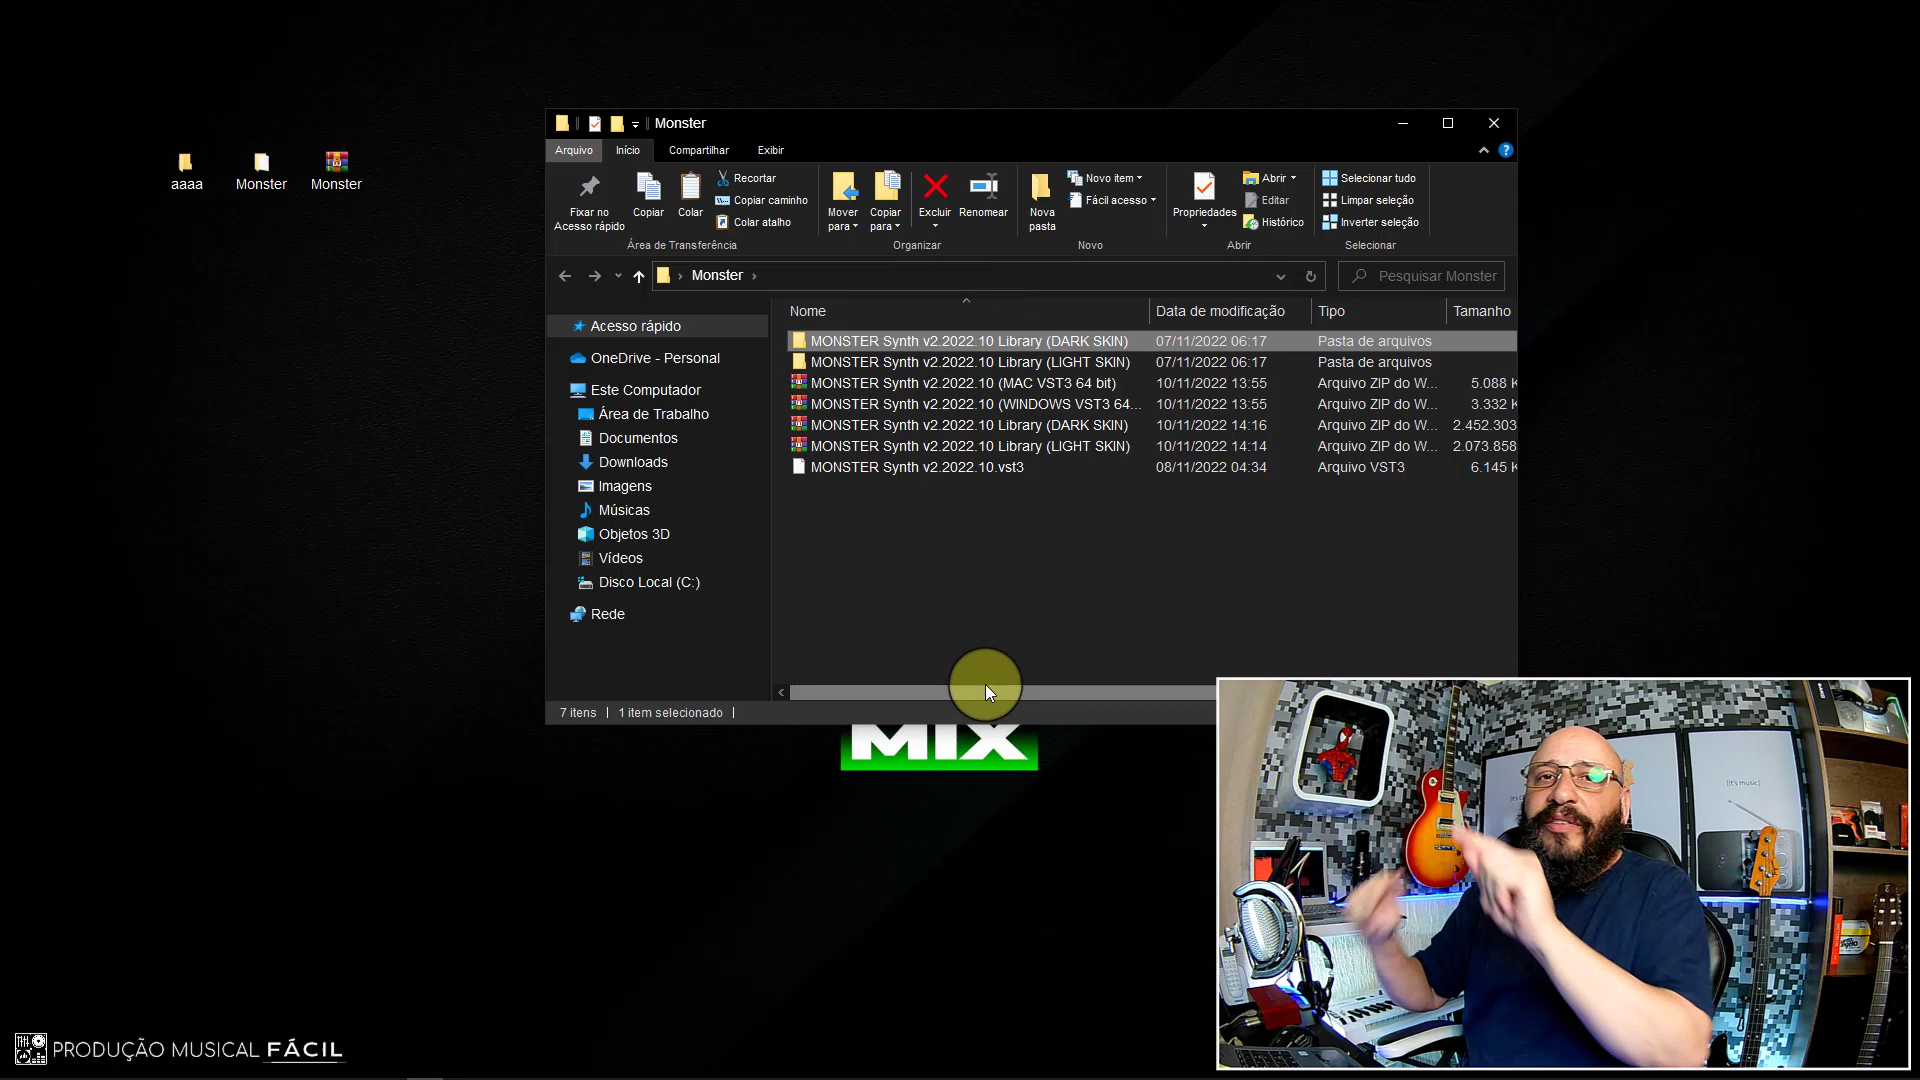 aaaa
Monster
Monster
Monster
Arquivo
Início
Compartilhar
Exibir
Fixar no
Acesso rápido
Copiar
Colar
Recortar
Copiar caminho
Colar atalho
Área de Transferência
Mover
para
Copiar
para
Excluir
Renomear
Organizar
Nova
pasta
Novo item
Fácil acesso
Novo
Propriedades
Abrir
Editar
Histórico
Abrir
Selecionar tudo
Limpar seleção
Inverter seleção
Selecionar
Monster
Pesquisar Monster
Acesso rápido
OneDrive - Personal
Este Computador
Área de Trabalho
Documentos
Downloads
Imagens
Músicas
Objetos 3D
Vídeos
Disco Local (C:)
Rede
Nome Data de modificação Tipo Tamanho
MONSTER Synth v2.2022.10 Library (DARK SKIN) 07/11/2022 06:17 Pasta de arquivos
MONSTER Synth v2.2022.10 Library (LIGHT SKIN) 07/11/2022 06:17 Pasta de arquivos
MONSTER Synth v2.2022.10 (MAC VST3 64 bit) 10/11/2022 13:55 Arquivo ZIP do W... 5.088 K
MONSTER Synth v2.2022.10 (WINDOWS VST3 64... 10/11/2022 13:55 Arquivo ZIP do W... 3.332 K
MONSTER Synth v2.2022.10 Library (DARK SKIN) 10/11/2022 14:16 Arquivo ZIP do W... 2.452.303
MONSTER Synth v2.2022.10 Library (LIGHT SKIN) 10/11/2022 14:14 Arquivo ZIP do W... 2.073.858
MONSTER Synth v2.2022.10.vst3 08/11/2022 04:34 Arquivo VST3 6.145 K
7 itens
1 item selecionado
MIX
[It's music]
PRODUÇÃO MUSICAL FÁCIL